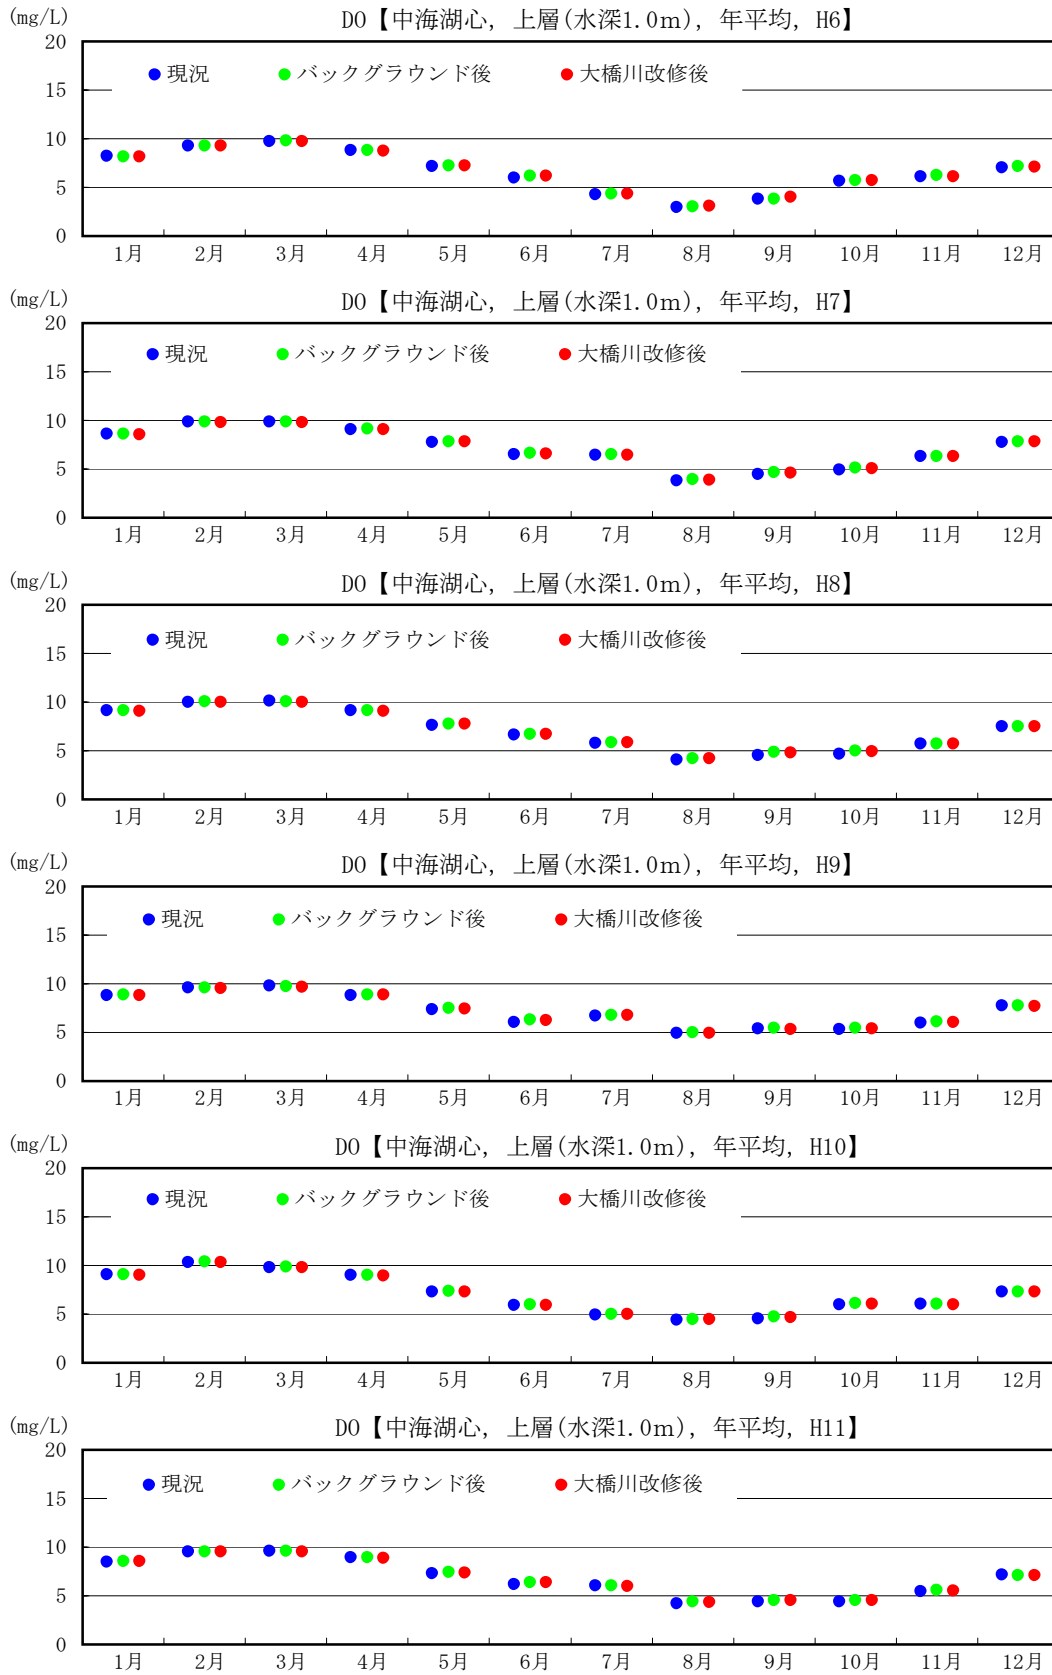 (mg/L) DO【中海湖心, 上層(水深1.0m), 年平均, H6】
20
● 現況 ● バックグラウンド後 ● 大橋川改修後
15
10
5
0
1月 2月 3月 4月 5月 6月 7月 8月 9月 10月 11月 12月
(mg/L) DO【中海湖心, 上層(水深1.0m), 年平均, H7】
20
● 現況 ● バックグラウンド後 ● 大橋川改修後
15
10
5
0
1月 2月 3月 4月 5月 6月 7月 8月 9月 10月 11月 12月
(mg/L) DO【中海湖心, 上層(水深1.0m), 年平均, H8】
20
● 現況 ● バックグラウンド後 ● 大橋川改修後
15
10
5
0
1月 2月 3月 4月 5月 6月 7月 8月 9月 10月 11月 12月
(mg/L) DO【中海湖心, 上層(水深1.0m), 年平均, H9】
20
● 現況 ● バックグラウンド後 ● 大橋川改修後
15
10
5
0
1月 2月 3月 4月 5月 6月 7月 8月 9月 10月 11月 12月
(mg/L) DO【中海湖心, 上層(水深1.0m), 年平均, H10】
20
● 現況 ● バックグラウンド後 ● 大橋川改修後
15
10
5
0
1月 2月 3月 4月 5月 6月 7月 8月 9月 10月 11月 12月
(mg/L) DO【中海湖心, 上層(水深1.0m), 年平均, H11】
20
● 現況 ● バックグラウンド後 ● 大橋川改修後
15
10
5
0
1月 2月 3月 4月 5月 6月 7月 8月 9月 10月 11月 12月